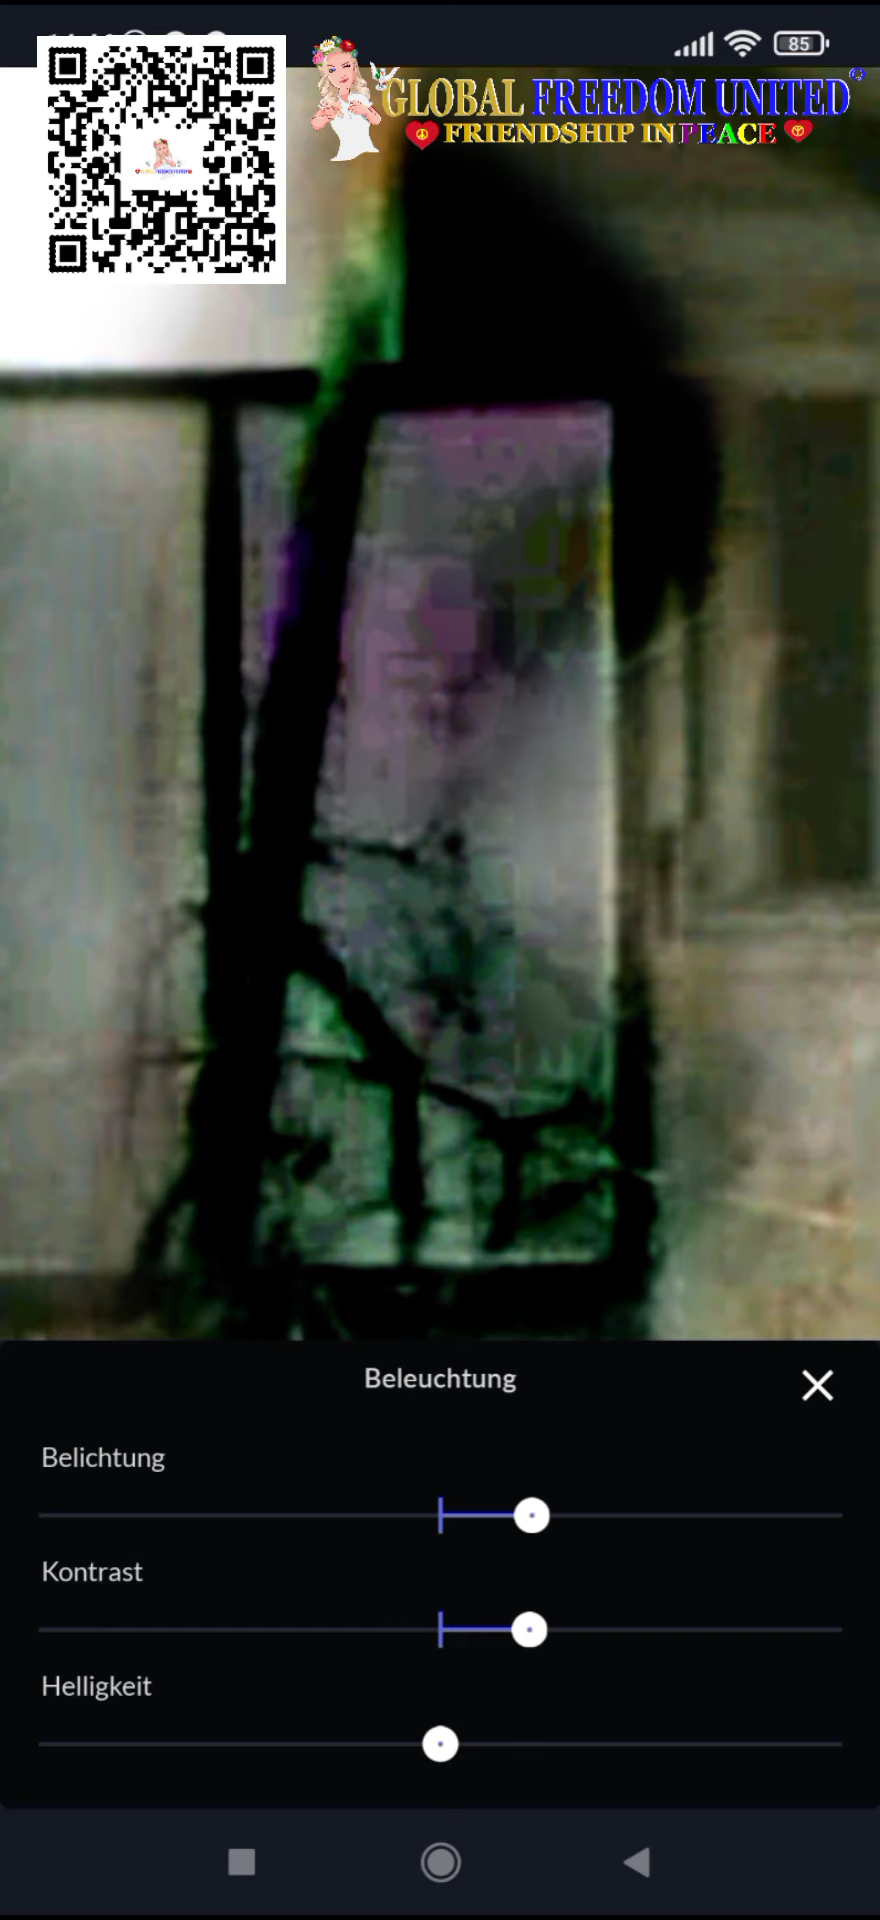 85
GLOBAL FREEDOM UNITED
FRIENDSHIP IN PEACE
Beleuchtung
Belichtung
Kontrast
Helligkeit